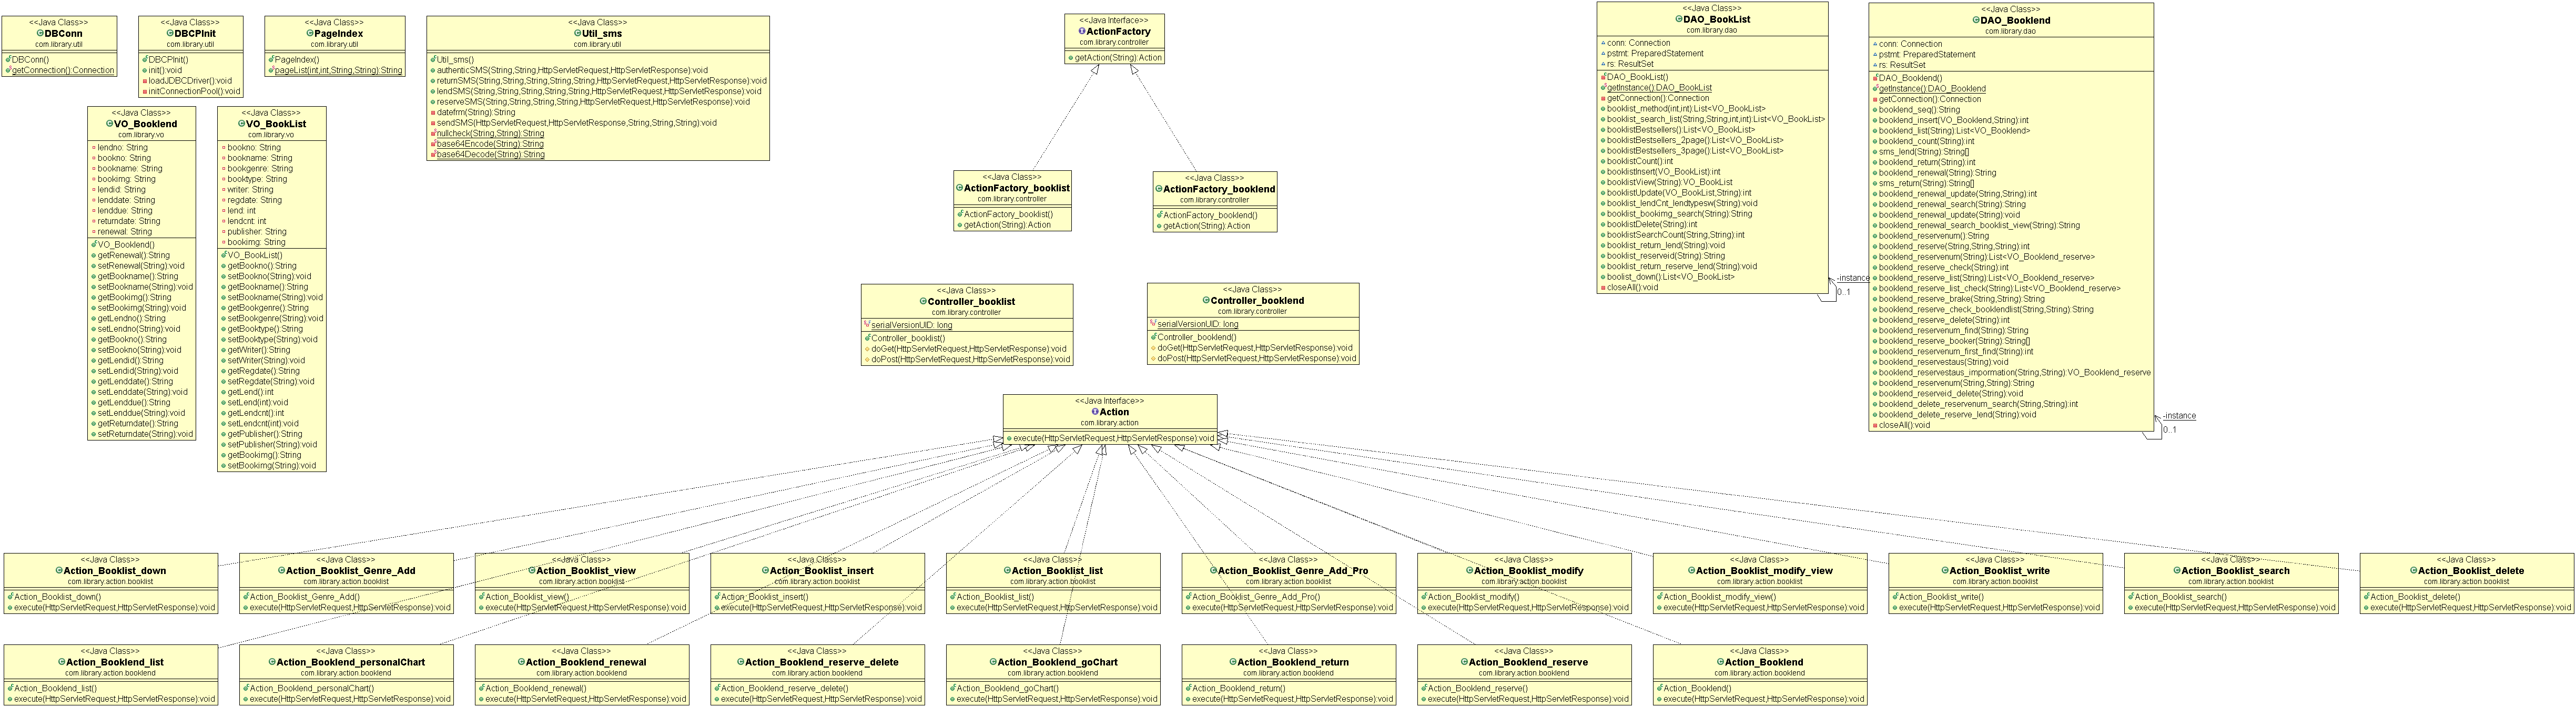 <<Java Class>>
DBConn
com.library.util
DBConn()
getConnection():Connection
<<Java Class>>
DBCPInit
com.library.util
DBCPInit()
init():void
loadJDBCDriver():void
initConnectionPool():void
<<Java Class>>
PageIndex
com.library.util
PageIndex()
pageList(int,int,String,String):String
<<Java Class>>
Util_sms
com.library.util
Util_sms()
authenticSMS(String,String,HttpServletRequest,HttpServletResponse):void
returnSMS(String,String,String,String,String,HttpServletRequest,HttpServletResponse):void
lendSMS(String,String,String,String,String,HttpServletRequest,HttpServletResponse):void
reserveSMS(String,String,String,String,HttpServletRequest,HttpServletResponse):void
datefrm(String):String
sendSMS(HttpServletRequest,HttpServletResponse,String,String,String):void
nullcheck(String,String):String
base64Encode(String):String
base64Decode(String):String
<<Java Interface>>
ActionFactory
com.library.controller
getAction(String):Action
<<Java Class>>
DAO_BookList
com.library.dao
conn: Connection
pstmt: PreparedStatement
rs: ResultSet
DAO_BookList()
getInstance():DAO_BookList
getConnection():Connection
booklist_method(int,int):List<VO_BookList>
booklist_search_list(String,String,int,int):List<VO_BookList>
booklistBestsellers():List<VO_BookList>
booklistBestsellers_2page():List<VO_BookList>
booklistBestsellers_3page():List<VO_BookList>
booklistCount():int
booklistInsert(VO_BookList):int
booklistView(String):VO_BookList
booklistUpdate(VO_BookList,String):int
booklist_lendCnt_lendtypesw(String):void
booklist_bookimg_search(String):String
booklistDelete(String):int
booklistSearchCount(String,String):int
booklist_return_lend(String):void
booklist_reserveid(String):String
booklist_return_reserve_lend(String):void
boolist_down():List<VO_BookList>
closeAll():void
-instance
0..1
<<Java Class>>
DAO_Booklend
com.library.dao
conn: Connection
pstmt: PreparedStatement
rs: ResultSet
DAO_Booklend()
getInstance():DAO_Booklend
getConnection():Connection
booklend_seq():String
booklend_insert(VO_Booklend,String):int
booklend_list(String):List<VO_Booklend>
booklend_count(String):int
sms_lend(String):String[]
booklend_return(String):int
booklend_renewal(String):String
sms_return(String):String[]
booklend_renewal_update(String,String):int
booklend_renewal_search(String):String
booklend_renewal_update(String):void
booklend_renewal_search_booklist_view(String):String
booklend_reservenum():String
booklend_reserve(String,String,String):int
booklend_reservenum(String):List<VO_Booklend_reserve>
booklend_reserve_check(String):int
booklend_reserve_list(String):List<VO_Booklend_reserve>
booklend_reserve_list_check(String):List<VO_Booklend_reserve>
booklend_reserve_brake(String,String):String
booklend_reserve_check_booklendlist(String,String):String
booklend_reserve_delete(String):int
booklend_reservenum_find(String):String
booklend_reserve_booker(String):String[]
booklend_reservenum_first_find(String):int
booklend_reservestaus(String):void
booklend_reservestaus_impormation(String,String):VO_Booklend_reserve
booklend_reservenum(String,String):String
booklend_reserveid_delete(String):void
booklend_delete_reservenum_search(String,String):int
booklend_delete_reserve_lend(String):void
closeAll():void
-instance
0..1
<<Java Class>>
VO_Booklend
com.library.vo
lendno: String
bookno: String
bookname: String
bookimg: String
lendid: String
lenddate: String
lenddue: String
returndate: String
renewal: String
VO_Booklend()
getRenewal():String
setRenewal(String):void
getBookname():String
setBookname(String):void
getBookimg():String
setBookimg(String):void
getLendno():String
setLendno(String):void
getBookno():String
setBookno(String):void
getLendid():String
setLendid(String):void
getLenddate():String
setLenddate(String):void
getLenddue():String
setLenddue(String):void
getReturndate():String
setReturndate(String):void
<<Java Class>>
VO_BookList
com.library.vo
bookno: String
bookname: String
bookgenre: String
booktype: String
writer: String
regdate: String
lend: int
lendcnt: int
publisher: String
bookimg: String
VO_BookList()
getBookno():String
setBookno(String):void
getBookname():String
setBookname(String):void
getBookgenre():String
setBookgenre(String):void
getBooktype():String
setBooktype(String):void
getWriter():String
setWriter(String):void
getRegdate():String
setRegdate(String):void
getLend():int
setLend(int):void
getLendcnt():int
setLendcnt(int):void
getPublisher():String
setPublisher(String):void
getBookimg():String
setBookimg(String):void
<<Java Class>>
ActionFactory_booklist
com.library.controller
ActionFactory_booklist()
getAction(String):Action
<<Java Class>>
ActionFactory_booklend
com.library.controller
ActionFactory_booklend()
getAction(String):Action
<<Java Class>>
Controller_booklist
com.library.controller
serialVersionUID: long
Controller_booklist()
doGet(HttpServletRequest,HttpServletResponse):void
doPost(HttpServletRequest,HttpServletResponse):void
<<Java Class>>
Controller_booklend
com.library.controller
serialVersionUID: long
Controller_booklend()
doGet(HttpServletRequest,HttpServletResponse):void
doPost(HttpServletRequest,HttpServletResponse):void
<<Java Interface>>
Action
com.library.action
execute(HttpServletRequest,HttpServletResponse):void
<<Java Class>>
Action_Booklist_down
com.library.action.booklist
Action_Booklist_down()
execute(HttpServletRequest,HttpServletResponse):void
<<Java Class>>
Action_Booklist_Genre_Add
com.library.action.booklist
Action_Booklist_Genre_Add()
execute(HttpServletRequest,HttpServletResponse):void
<<Java Class>>
Action_Booklist_view
com.library.action.booklist
Action_Booklist_view()
execute(HttpServletRequest,HttpServletResponse):void
<<Java Class>>
Action_Booklist_insert
com.library.action.booklist
Action_Booklist_insert()
execute(HttpServletRequest,HttpServletResponse):void
<<Java Class>>
Action_Booklist_list
com.library.action.booklist
Action_Booklist_list()
execute(HttpServletRequest,HttpServletResponse):void
<<Java Class>>
Action_Booklist_Genre_Add_Pro
com.library.action.booklist
Action_Booklist_Genre_Add_Pro()
execute(HttpServletRequest,HttpServletResponse):void
<<Java Class>>
Action_Booklist_modify
com.library.action.booklist
Action_Booklist_modify()
execute(HttpServletRequest,HttpServletResponse):void
<<Java Class>>
Action_Booklist_modify_view
com.library.action.booklist
Action_Booklist_modify_view()
execute(HttpServletRequest,HttpServletResponse):void
<<Java Class>>
Action_Booklist_write
com.library.action.booklist
Action_Booklist_write()
execute(HttpServletRequest,HttpServletResponse):void
<<Java Class>>
Action_Booklist_search
com.library.action.booklist
Action_Booklist_search()
execute(HttpServletRequest,HttpServletResponse):void
<<Java Class>>
Action_Booklist_delete
com.library.action.booklist
Action_Booklist_delete()
execute(HttpServletRequest,HttpServletResponse):void
<<Java Class>>
Action_Booklend_list
com.library.action.booklend
Action_Booklend_list()
execute(HttpServletRequest,HttpServletResponse):void
<<Java Class>>
Action_Booklend_personalChart
com.library.action.booklend
Action_Booklend_personalChart()
execute(HttpServletRequest,HttpServletResponse):void
<<Java Class>>
Action_Booklend_renewal
com.library.action.booklend
Action_Booklend_renewal()
execute(HttpServletRequest,HttpServletResponse):void
<<Java Class>>
Action_Booklend_reserve_delete
com.library.action.booklend
Action_Booklend_reserve_delete()
execute(HttpServletRequest,HttpServletResponse):void
<<Java Class>>
Action_Booklend_goChart
com.library.action.booklend
Action_Booklend_goChart()
execute(HttpServletRequest,HttpServletResponse):void
<<Java Class>>
Action_Booklend_return
com.library.action.booklend
Action_Booklend_return()
execute(HttpServletRequest,HttpServletResponse):void
<<Java Class>>
Action_Booklend_reserve
com.library.action.booklend
Action_Booklend_reserve()
execute(HttpServletRequest,HttpServletResponse):void
<<Java Class>>
Action_Booklend
com.library.action.booklend
Action_Booklend()
execute(HttpServletRequest,HttpServletResponse):void